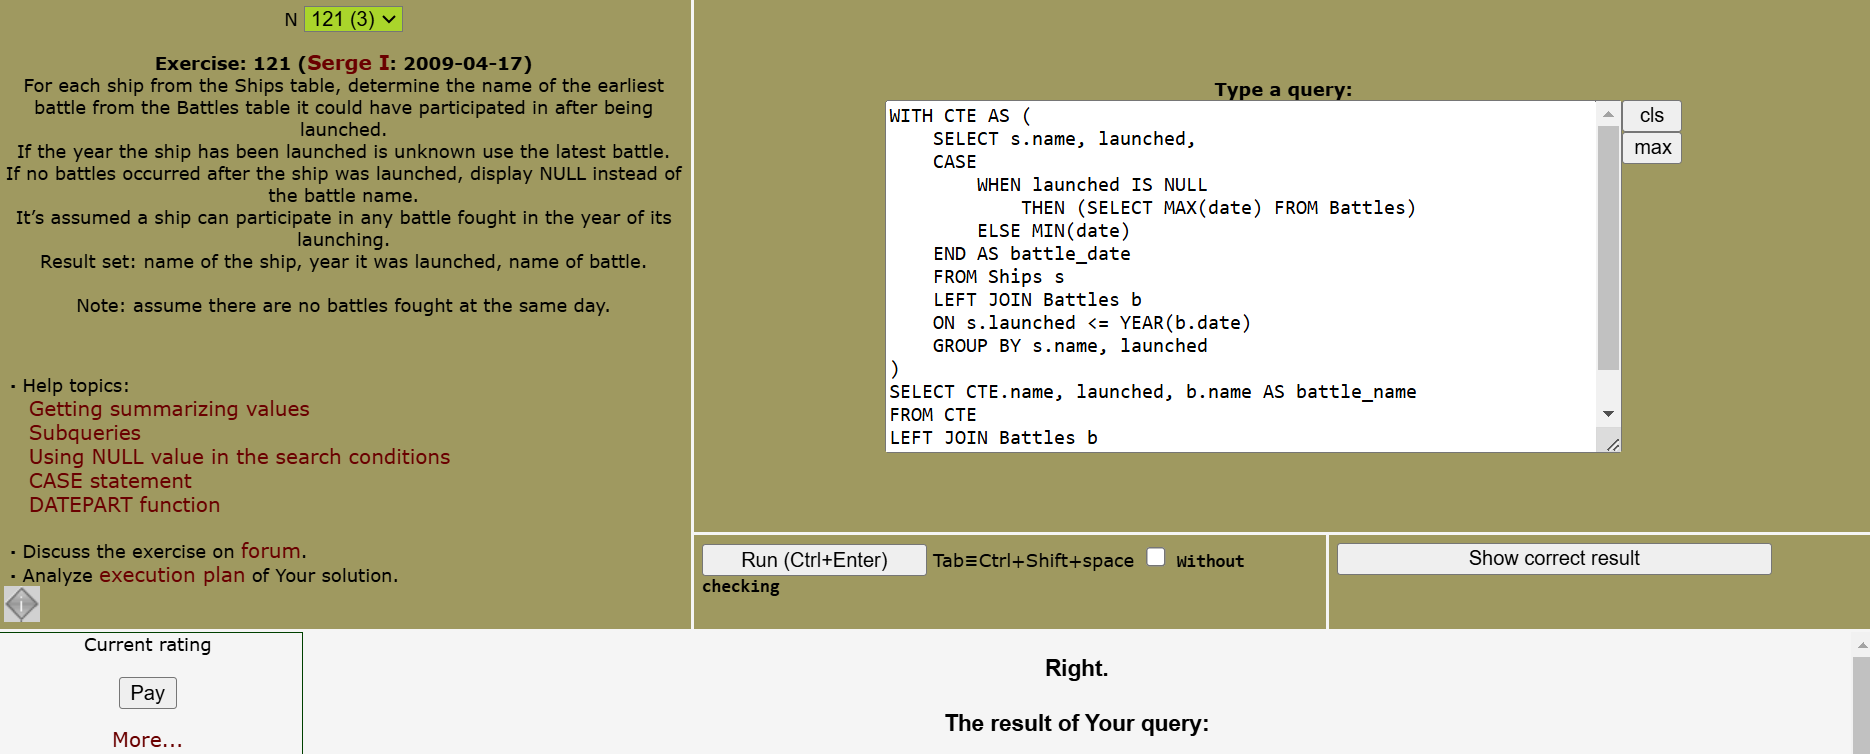 N 121 (3)
Exercise: 121 (Serge I: 2009-04-17)
For each ship from the Ships table, determine the name of the earliest
battle from the Battles table it could have participated in after being
launched.
If the year the ship has been launched is unknown use the latest battle.
If no battles occurred after the ship was launched, display NULL instead of
the battle name.
It’s assumed a ship can participate in any battle fought in the year of its
launching.
Result set: name of the ship, year it was launched, name of battle.
Note: assume there are no battles fought at the same day.
· Help topics:
Getting summarizing values
Subqueries
Using NULL value in the search conditions
CASE statement
DATEPART function
· Discuss the exercise on forum.
· Analyze execution plan of Your solution.
i
Type a query:
WITH CTE AS (
    SELECT s.name, launched,
    CASE
        WHEN launched IS NULL
            THEN (SELECT MAX(date) FROM Battles)
        ELSE MIN(date)
    END AS battle_date
    FROM Ships s
    LEFT JOIN Battles b
    ON s.launched <= YEAR(b.date)
    GROUP BY s.name, launched
)
SELECT CTE.name, launched, b.name AS battle_name
FROM CTE
LEFT JOIN Battles b
cls
max
Run (Ctrl+Enter) Tab≡Ctrl+Shift+space Without
checking
Show correct result
Current rating
Pay
More...
Right.
The result of Your query: